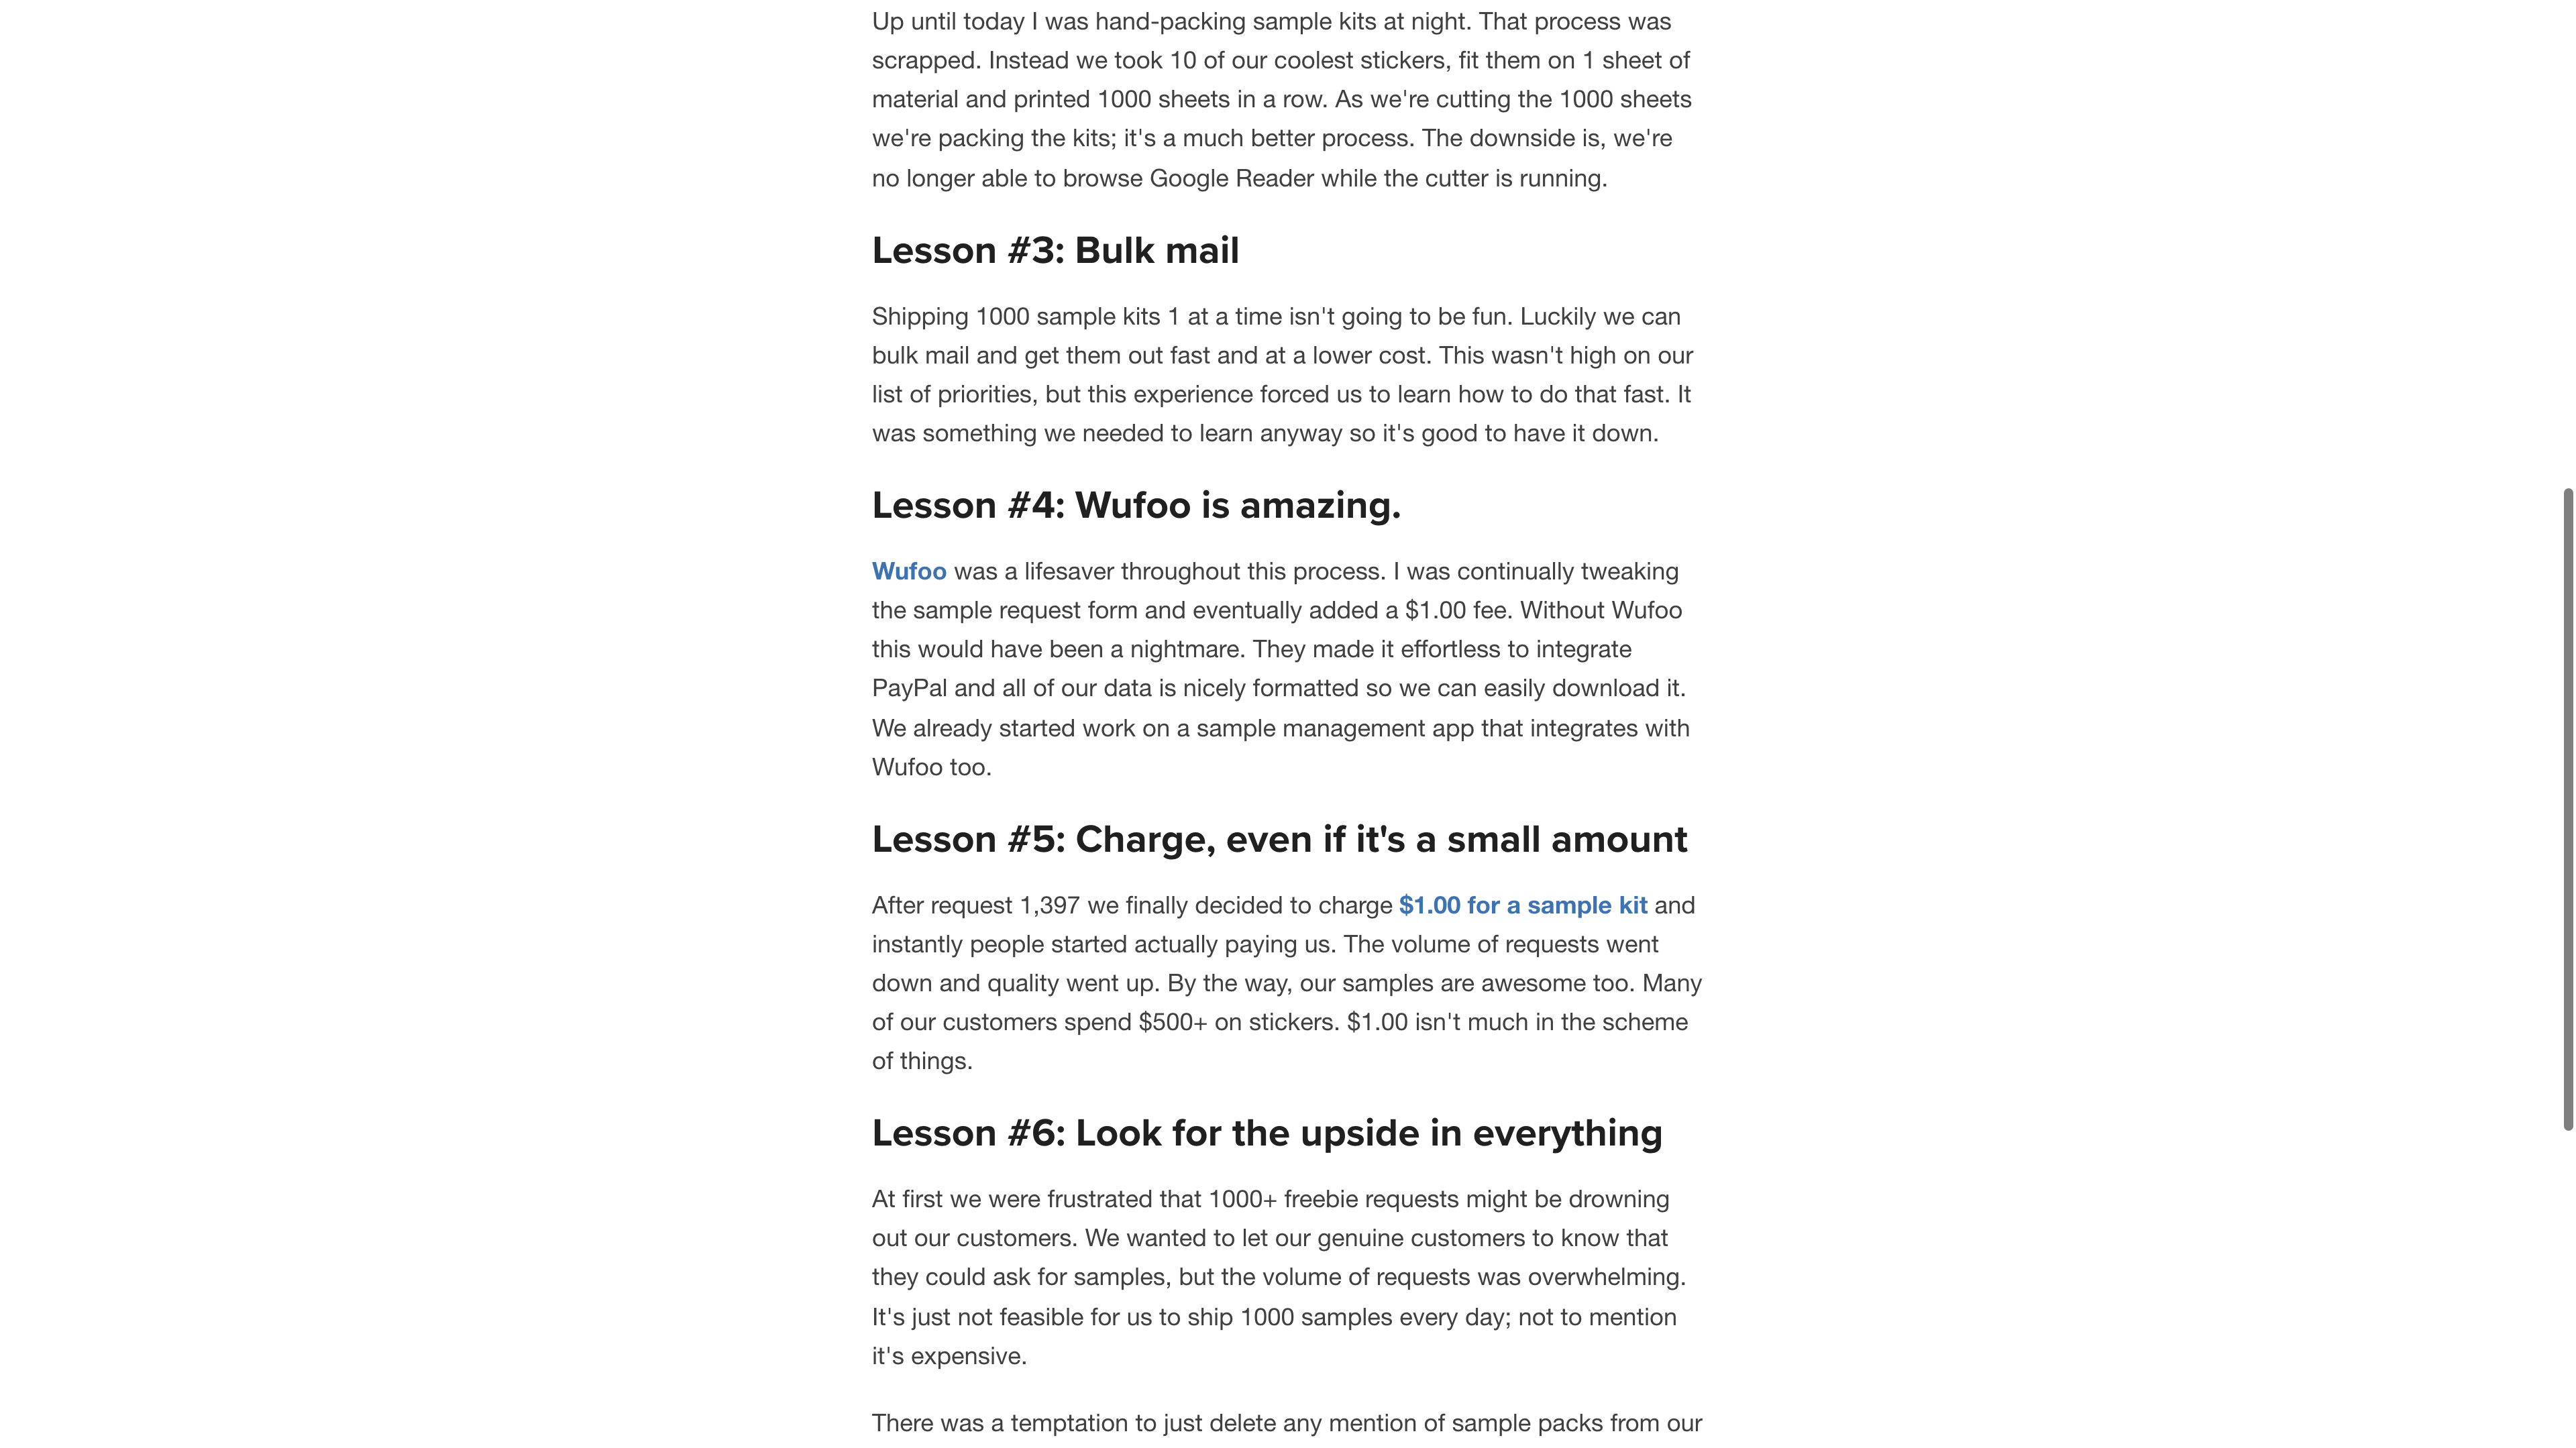 Up until today I was hand-packing sample kits at night. That process was
scrapped. Instead we took 10 of our coolest stickers, fit them on 1 sheet of
material and printed 1000 sheets in a row. As we're cutting the 1000 sheets
we're packing the kits; it's a much better process. The downside is, we're
no longer able to browse Google Reader while the cutter is running.
Lesson #3: Bulk mail
Shipping 1000 sample kits 1 at a time isn't going to be fun. Luckily we can
bulk mail and get them out fast and at a lower cost. This wasn't high on our
list of priorities, but this experience forced us to learn how to do that fast. It
was something we needed to learn anyway so it's good to have it down.
Lesson #4: Wufoo is amazing.
Wufoo was a lifesaver throughout this process. I was continually tweaking
the sample request form and eventually added a $1.00 fee. Without Wufoo
this would have been a nightmare. They made it effortless to integrate
PayPal and all of our data is nicely formatted so we can easily download it.
We already started work on a sample management app that integrates with
Wufoo too.
Lesson #5: Charge, even if it's a small amount
After request 1,397 we finally decided to charge $1.00 for a sample kit and
instantly people started actually paying us. The volume of requests went
down and quality went up. By the way, our samples are awesome too. Many
of our customers spend $500+ on stickers. $1.00 isn't much in the scheme
of things.
Lesson #6: Look for the upside in everything
At first we were frustrated that 1000+ freebie requests might be drowning
out our customers. We wanted to let our genuine customers to know that
they could ask for samples, but the volume of requests was overwhelming.
It's just not feasible for us to ship 1000 samples every day; not to mention
it's expensive.
There was a temptation to just delete any mention of sample packs from our